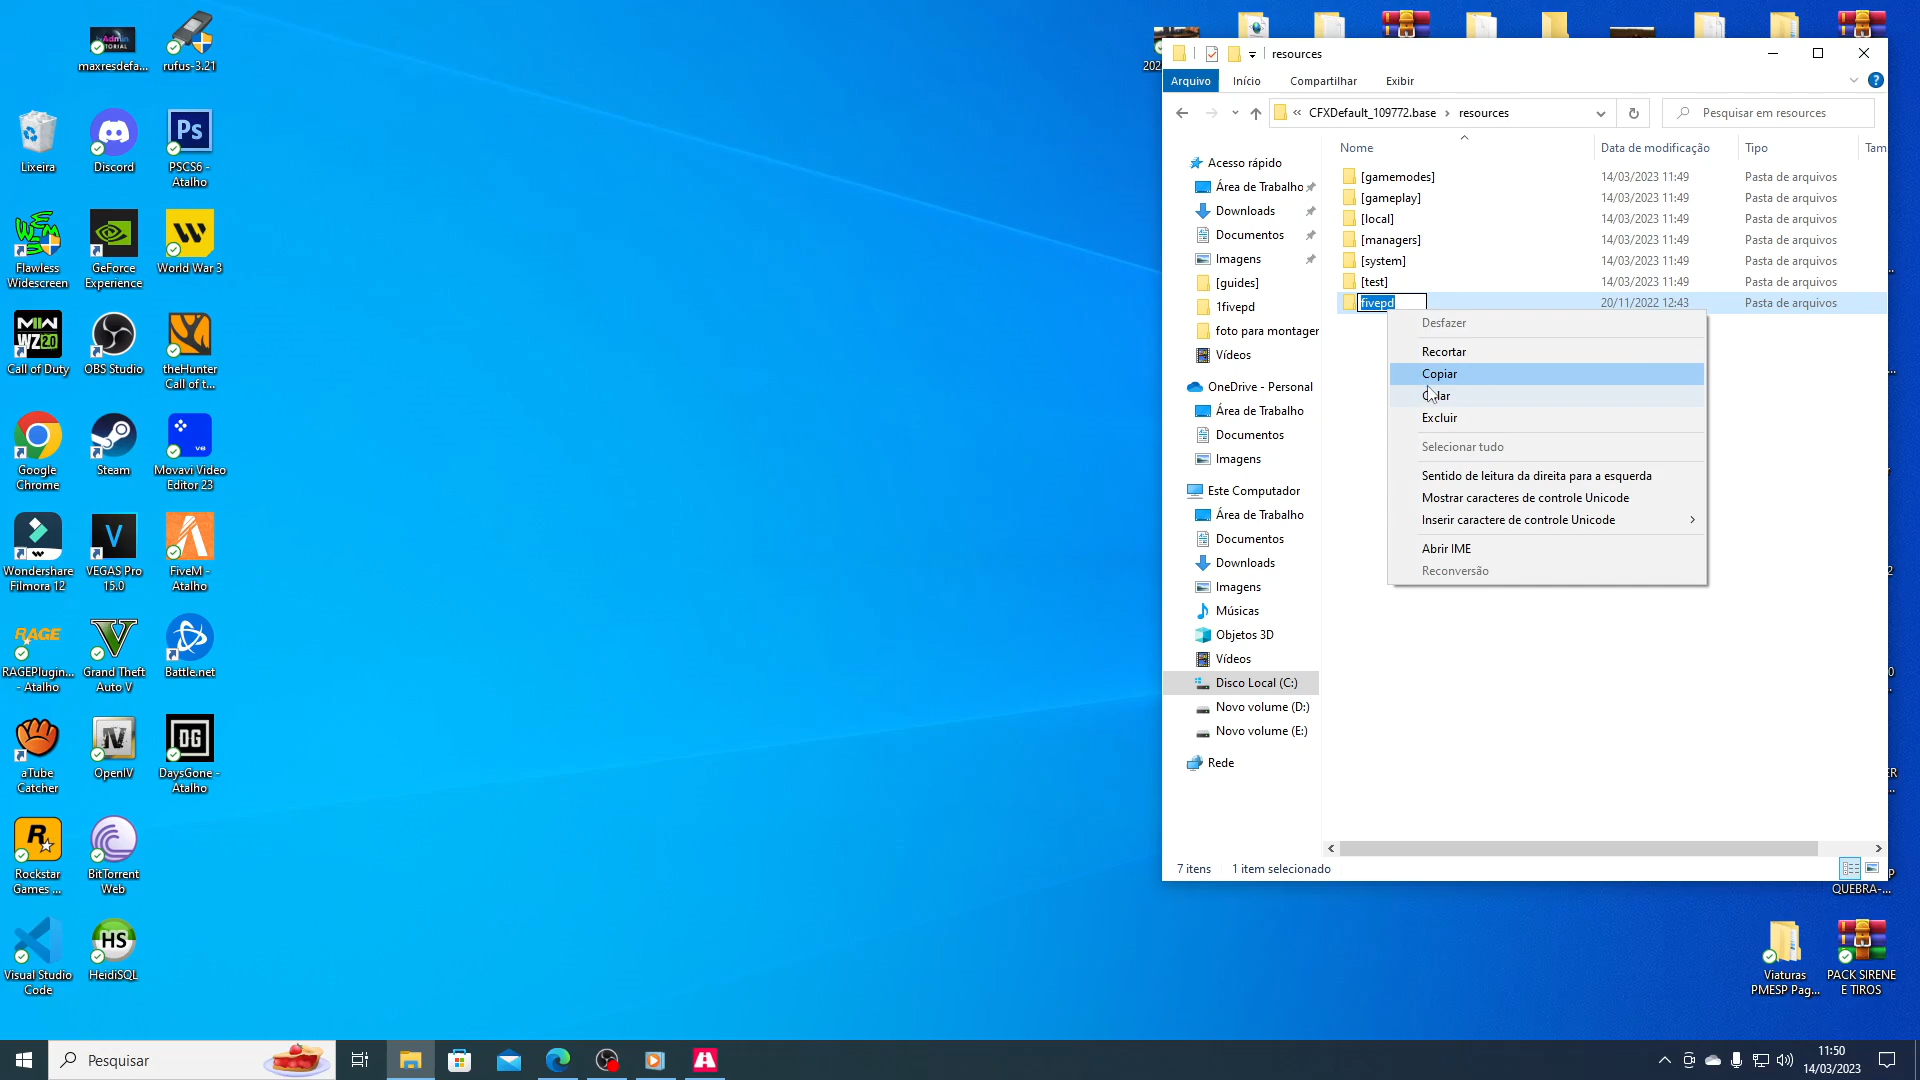 maxresdefa...
rufus-3.21
Lixeira
Discord
PSCS6 -
Atalho
Flawless
Widescreen
GeForce
Experience
World War 3
Call of Duty
OBS Studio
theHunter
Call of t...
Google
Chrome
Steam
Movavi Video
Editor 23
Wondershare
Filmora 12
VEGAS Pro
15.0
FiveM -
Atalho
RAGEPlugin...
- Atalho
Grand Theft
Auto V
Battle.net
aTube
Catcher
OpenIV
DaysGone -
Atalho
Rockstar
Games ...
BitTorrent
Web
Visual Studio
Code
HeidiSQL
resources
Arquivo
Início
Compartilhar
Exibir
CFXDefault_109772.base
resources
Pesquisar em resources
Nome
Data de modificação
Tipo
Tam
Acesso rápido
Área de Trabalho
Downloads
Documentos
Imagens
[guides]
1fivepd
foto para montager
Vídeos
OneDrive - Personal
Área de Trabalho
Documentos
Imagens
Este Computador
Área de Trabalho
Documentos
Downloads
Imagens
Músicas
Objetos 3D
Vídeos
Disco Local (C:)
Novo volume (D:)
Novo volume (E:)
Rede
[gamemodes] 14/03/2023 11:49 Pasta de arquivos
[gameplay] 14/03/2023 11:49 Pasta de arquivos
[local] 14/03/2023 11:49 Pasta de arquivos
[managers] 14/03/2023 11:49 Pasta de arquivos
[system] 14/03/2023 11:49 Pasta de arquivos
[test] 14/03/2023 11:49 Pasta de arquivos
fivepd 20/11/2022 12:43 Pasta de arquivos
Desfazer
Recortar
Copiar
Colar
Excluir
Selecionar tudo
Sentido de leitura da direita para a esquerda
Mostrar caracteres de controle Unicode
Inserir caractere de controle Unicode
Abrir IME
Reconversão
7 itens
1 item selecionado
QUEBRA-...
Viaturas
PMESP Pag...
PACK SIRENE
E TIROS
Pesquisar
11:50
14/03/2023